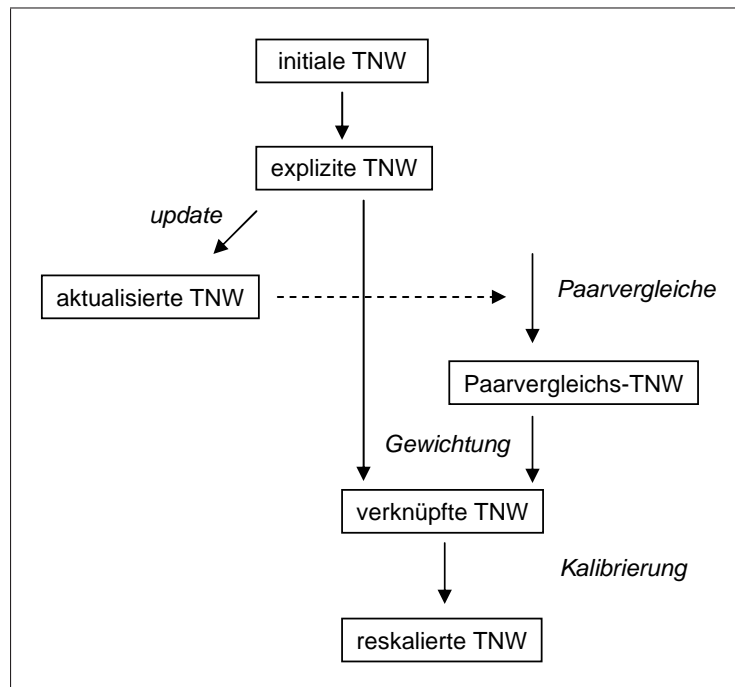 initiale TNW
explizite TNW
update
aktualisierte TNW
Paarvergleiche
Paarvergleichs-TNW
Gewichtung
verknüpfte TNW
Kalibrierung
reskalierte TNW